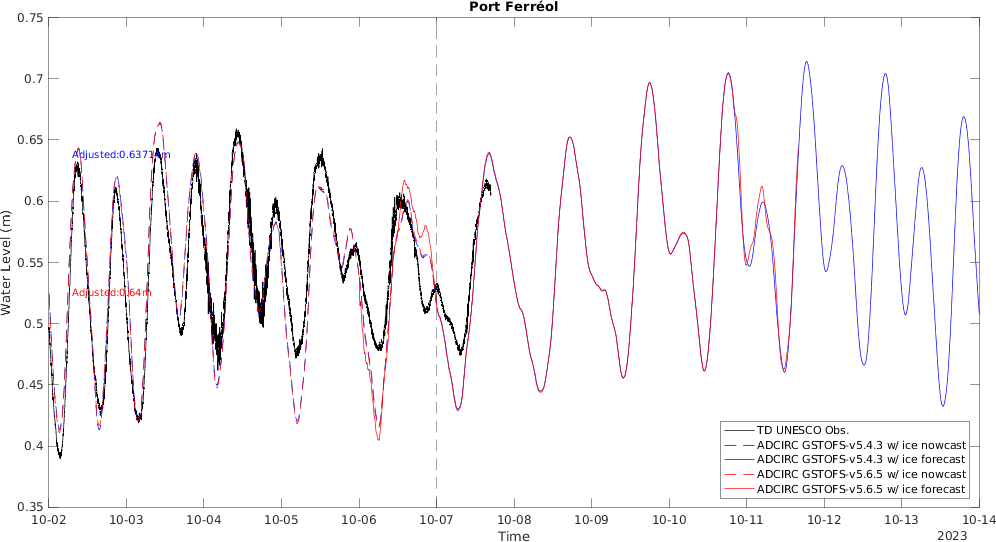 Port Ferréol
0.75
0.7
0.65
0.6
0.55
0.5
0.45
0.4
0.35
Water Level (m)
Adjusted:0.6371m
Adjusted:0.64m
TD UNESCO Obs.
ADCIRC GSTOFS-v5.4.3 w/ ice nowcast
ADCIRC GSTOFS-v5.4.3 w/ ice forecast
ADCIRC GSTOFS-v5.6.5 w/ ice nowcast
ADCIRC GSTOFS-v5.6.5 w/ ice forecast
10-02 10-03 10-04 10-05 10-06 10-07 10-08 10-09 10-10 10-11 10-12 10-13 10-14
Time
2023